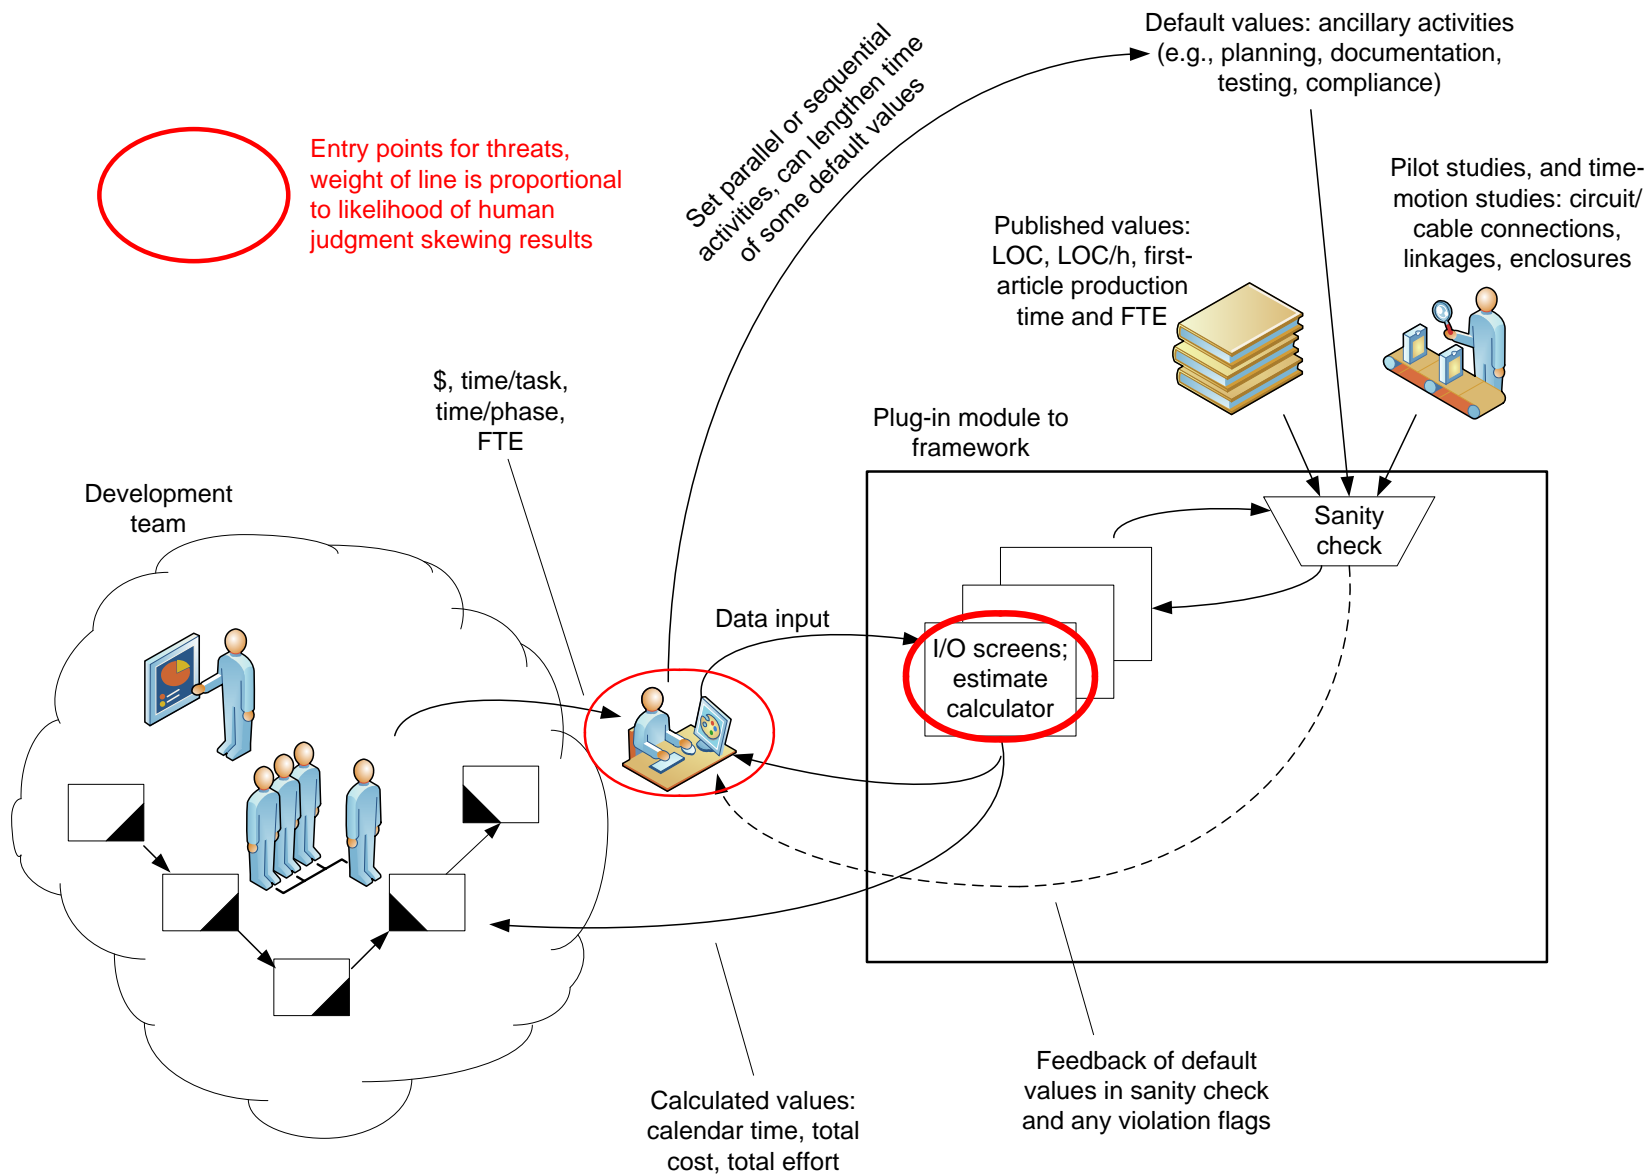 Default values: ancillary activities
(e.g., planning, documentation,
testing, compliance)
Set parallel or sequential
activities, can lengthen time
of some default values
Entry points for threats,
weight of line is proportional
to likelihood of human
judgment skewing results
Pilot studies, and time-
motion studies: circuit/
cable connections,
linkages, enclosures
Published values:
LOC, LOC/h, first-
article production
time and FTE
$, time/task,
time/phase,
FTE
Plug-in module to
framework
Development
team
Sanity
check
Data input
I/O screens;
estimate
calculator
Feedback of default
values in sanity check
and any violation flags
Calculated values:
calendar time, total
cost, total effort